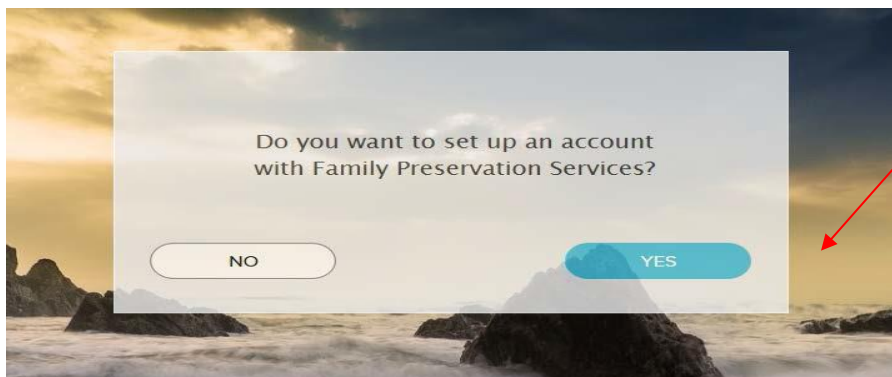 Do you want to set up an account
with Family Preservation Services?
NO
YES